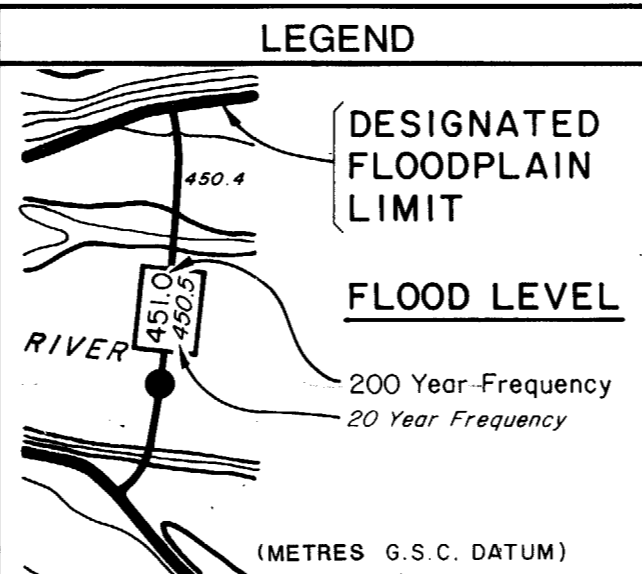 LEGEND
DESIGNATED
FLOODPLAIN
LIMIT
450.4
451.0
450.5
FLOOD LEVEL
RIVER
200 Year Frequency
20 Year Frequency
(METRES G.S.C. DATUM)